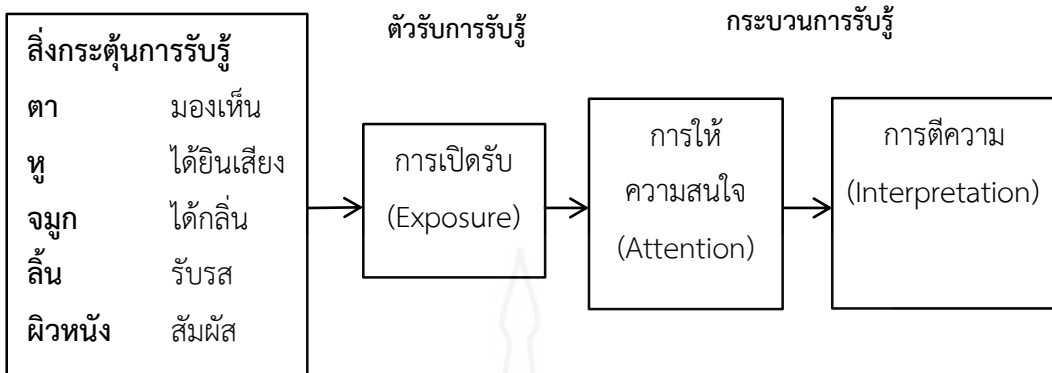 ตัวรับการรับรู้
กระบวนการรับรู้
สิ่งกระตุ้นการรับรู้
ตา มองเห็น
หู ได้ยินเสียง
จมูก ได้กลิ่น
ลิ้น รับรส
ผิวหนัง สัมผัส
การเปิดรับ
(Exposure)
การให้
ความสนใจ
(Attention)
การตีความ
(Interpretation)